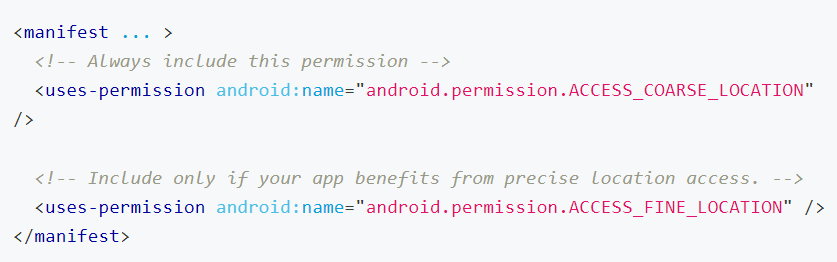 <manifest ... >
<!-- Always include this permission -->
<uses-permission android:name="android.permission.ACCESS_COARSE_LOCATION"
/>
<!-- Include only if your app benefits from precise location access. -->
<uses-permission android:name="android.permission.ACCESS_FINE_LOCATION" />
</manifest>